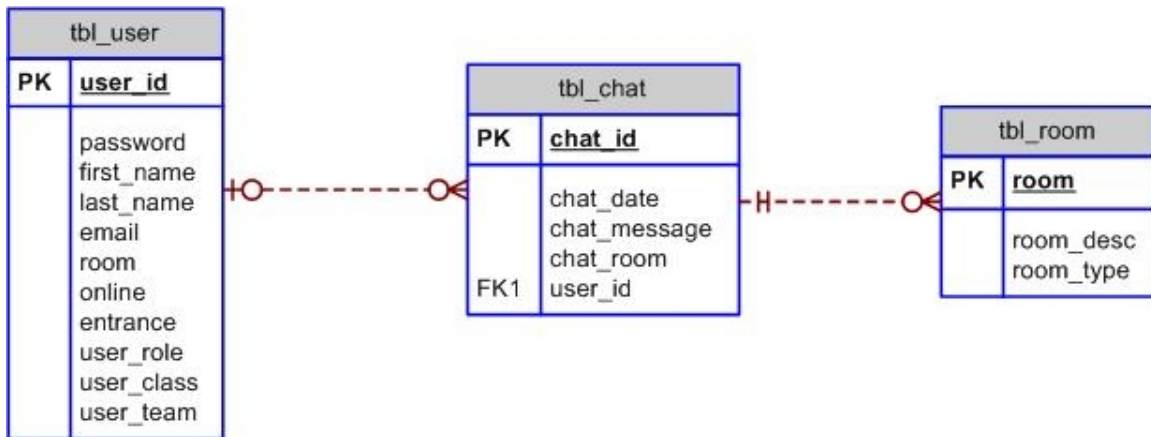 tbl_user
PK user_id
password
first_name
last_name
email
room
online
entrance
user_role
user_class
user_team
tbl_chat
PK chat_id
chat_date
chat_message
chat_room
FK1 user_id
tbl_room
PK room
room_desc
room_type